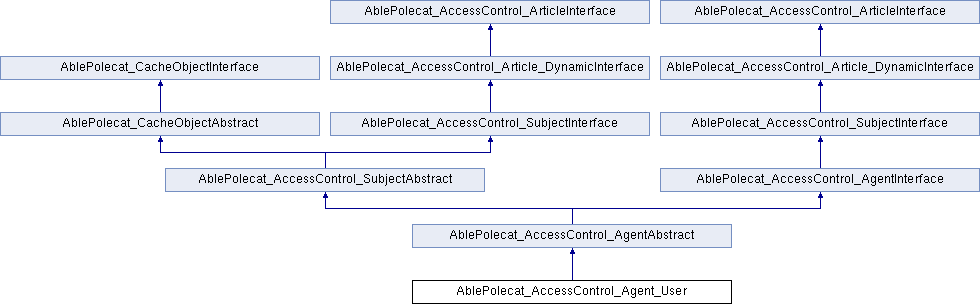 AblePolecat_AccessControl_ArticleInterface
AblePolecat_AccessControl_ArticleInterface
AblePolecat_CacheObjectInterface
AblePolecat_AccessControl_Article_DynamicInterface
AblePolecat_AccessControl_Article_DynamicInterface
AblePolecat_CacheObjectAbstract
AblePolecat_AccessControl_SubjectInterface
AblePolecat_AccessControl_SubjectInterface
AblePolecat_AccessControl_SubjectAbstract
AblePolecat_AccessControl_AgentInterface
AblePolecat_AccessControl_AgentAbstract
AblePolecat_AccessControl_Agent_User